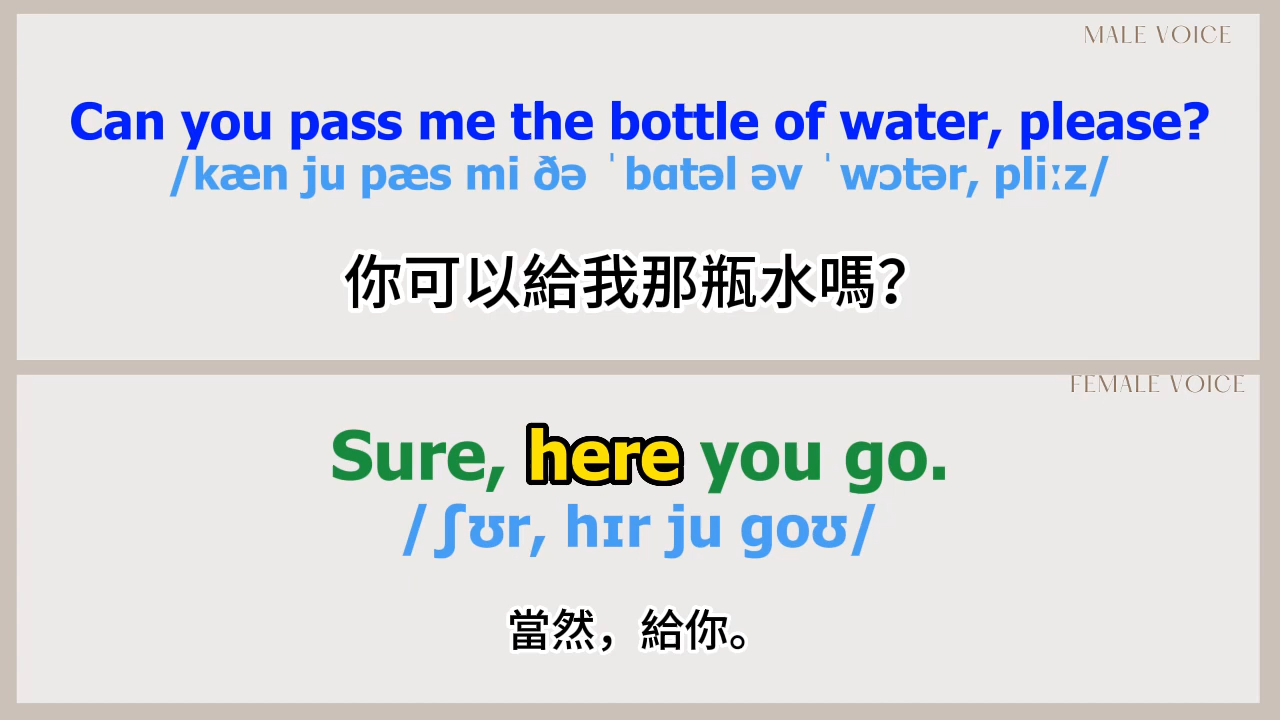 MALE VOICE
Can you pass me the bottle of water, please?
/kæn ju pæs mi ðə ˈbɑtəl əv ˈwɔtər, pliːz/
你可以給我那瓶水嗎?
FEMALE VOICE
Sure, here you go.
/ʃʊr, hɪr ju goʊ/
當然，給你。